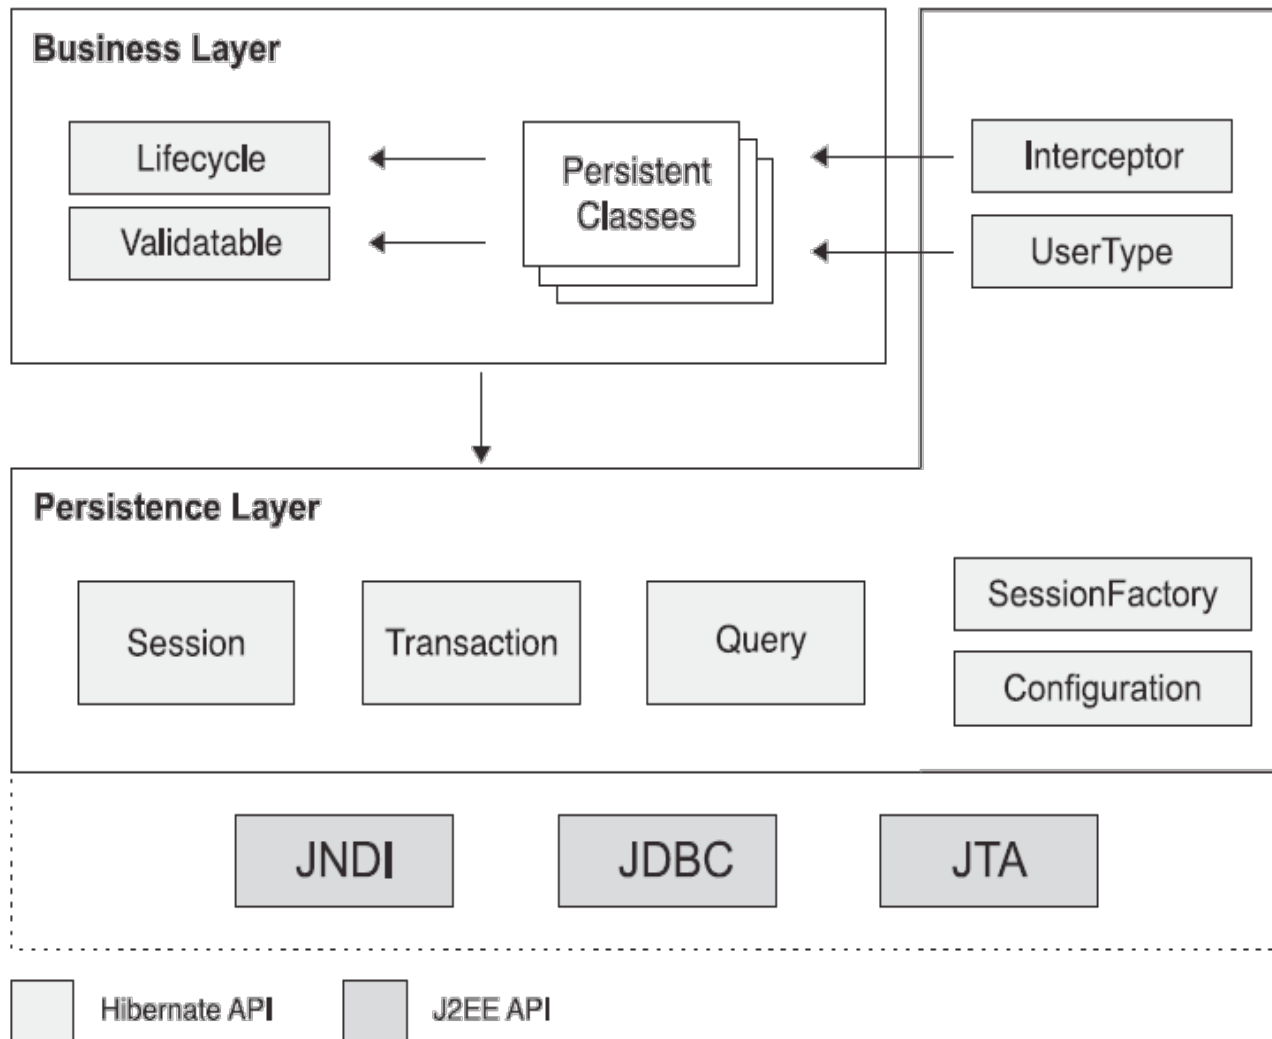 Business Layer
Lifecycle
Validatable
Persistent
Classes
Interceptor
UserType
Persistence Layer
Session
Transaction
Query
SessionFactory
Configuration
JNDI
JDBC
JTA
Hibernate API
J2EE API